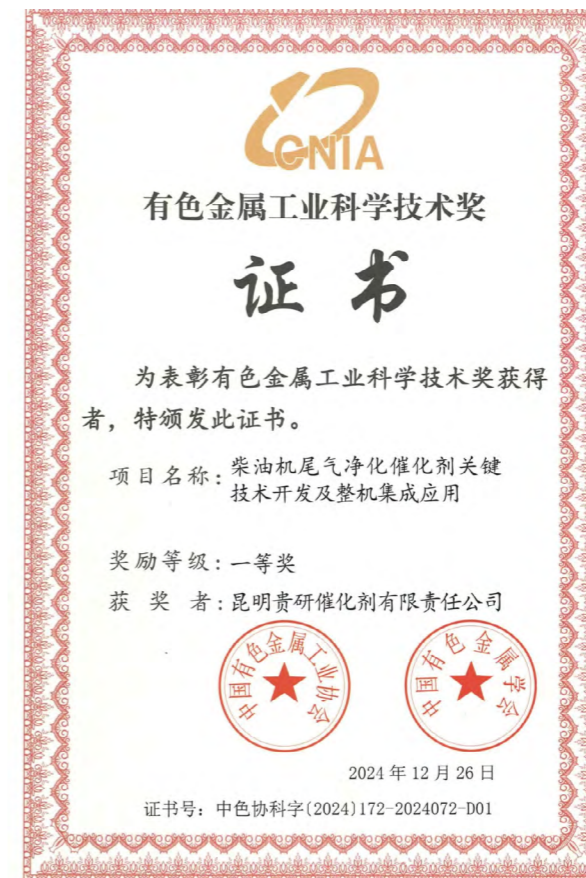 CNIA
有色金属工业科学技术奖
证书
为表彰有色金属工业科学技术奖获得
者，特颁发此证书。
项目名称：柴油机尾气净化催化剂关键
技术开发及整机集成应用
奖励等级：一等奖
获奖者：昆明贵研催化剂有限责任公司
中国有色金属工业协会
中国有色金属学会
2024年12月26日
证书号：中色协科字(2024)172-2024072-D01